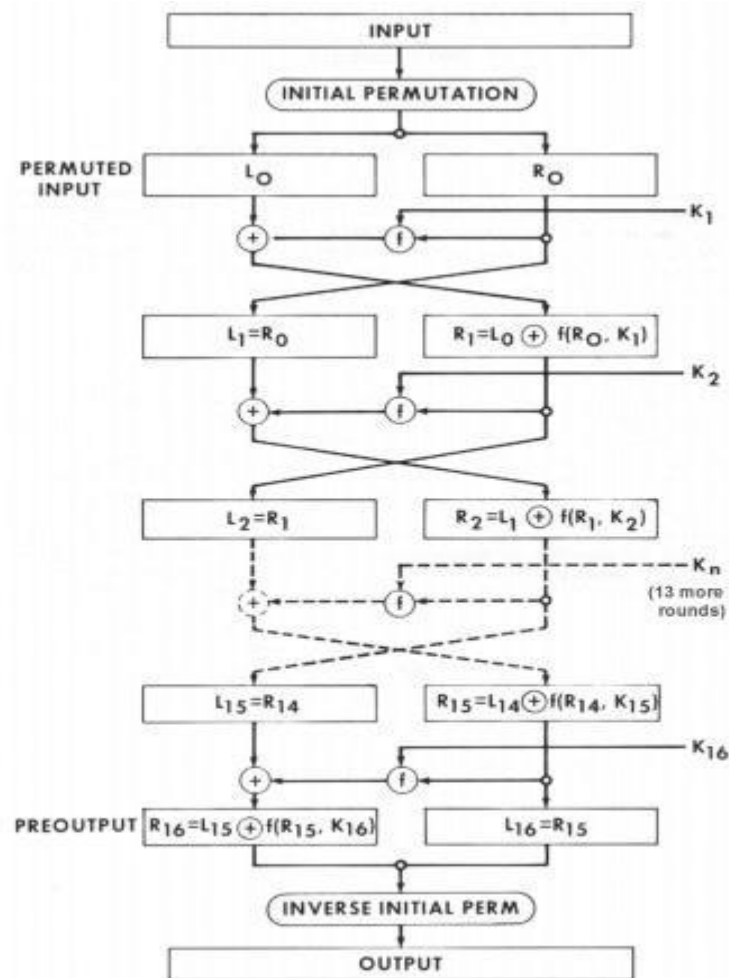 INPUT
INITIAL PERMUTATION
PERMUTED
INPUT
L₀
R₀
K₁
+
f
L₁=R₀
R₁=L₀ ⊕ f(R₀, K₁)
K₂
+
f
L₂=R₁
R₂=L₁ ⊕ f(R₁, K₂)
Kₙ
(13 more
rounds)
+
f
L₁₅=R₁₄
R₁₅=L₁₄⊕f(R₁₄, K₁₅)
K₁₆
+
f
PREOUTPUT
R₁₆=L₁₅⊕f(R₁₅, K₁₆)
L₁₆=R₁₅
INVERSE INITIAL PERM
OUTPUT